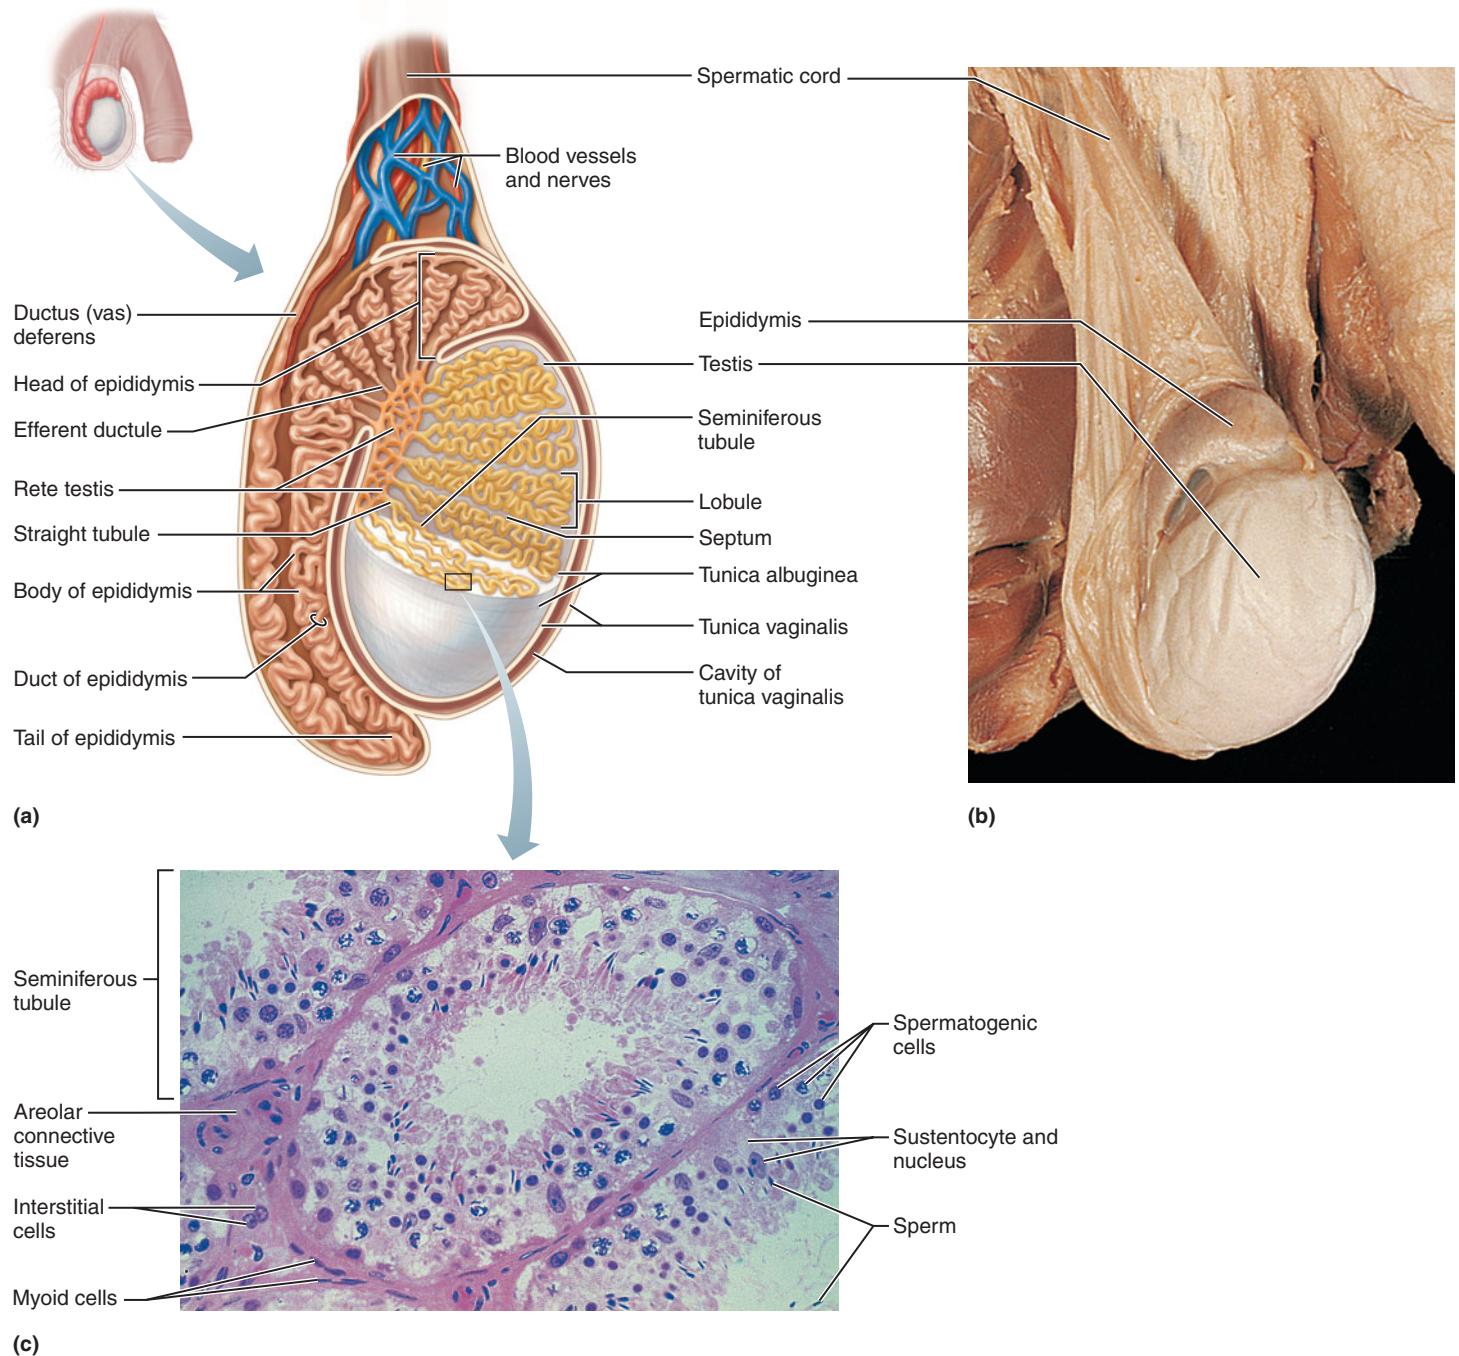 Spermatic cord
Blood vessels
and nerves
Ductus (vas)
deferens
Head of epididymis
Efferent ductule
Rete testis
Straight tubule
Body of epididymis
Duct of epididymis
Tail of epididymis
Epididymis
Testis
Seminiferous
tubule
Lobule
Septum
Tunica albuginea
Tunica vaginalis
Cavity of
tunica vaginalis
(a)
(b)
Seminiferous
tubule
Areolar
connective
tissue
Interstitial
cells
Myoid cells
Spermatogenic
cells
Sustentocyte and
nucleus
Sperm
(c)